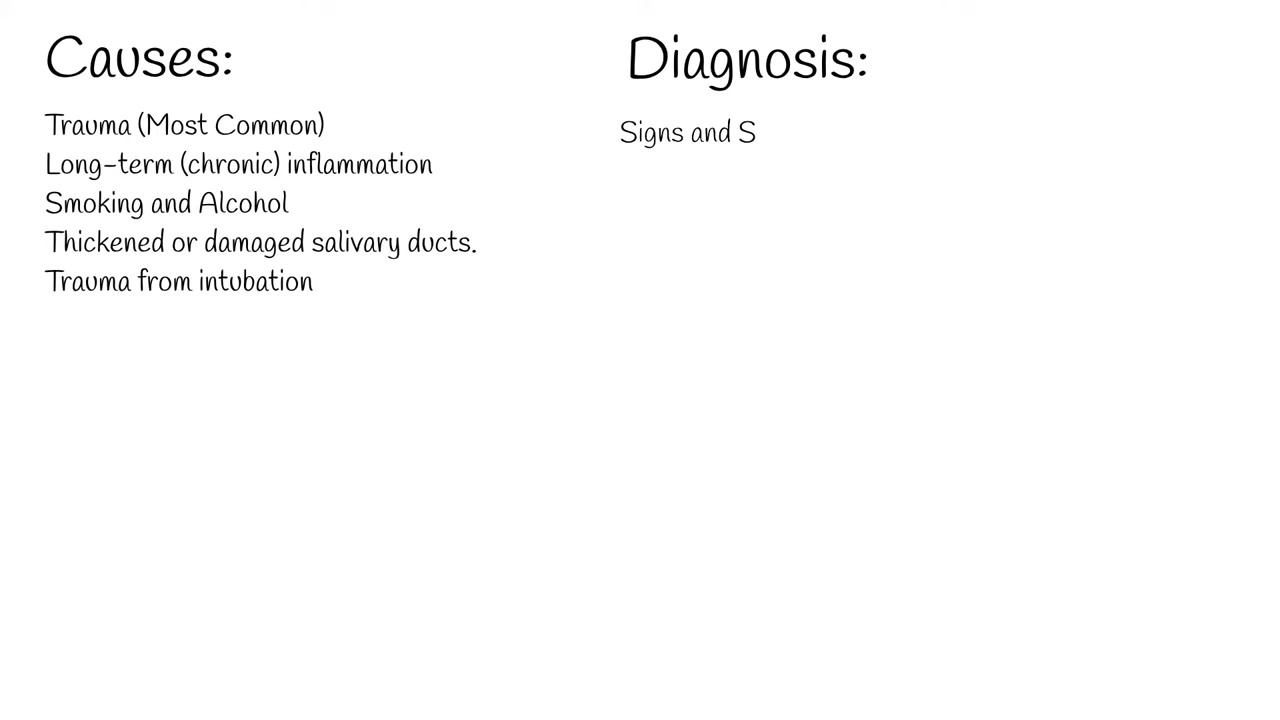 Causes:
Trauma (Most Common)
Long-term (chronic) inflammation
Smoking and Alcohol
Thickened or damaged salivary ducts.
Trauma from intubation
Diagnosis:
Signs and S